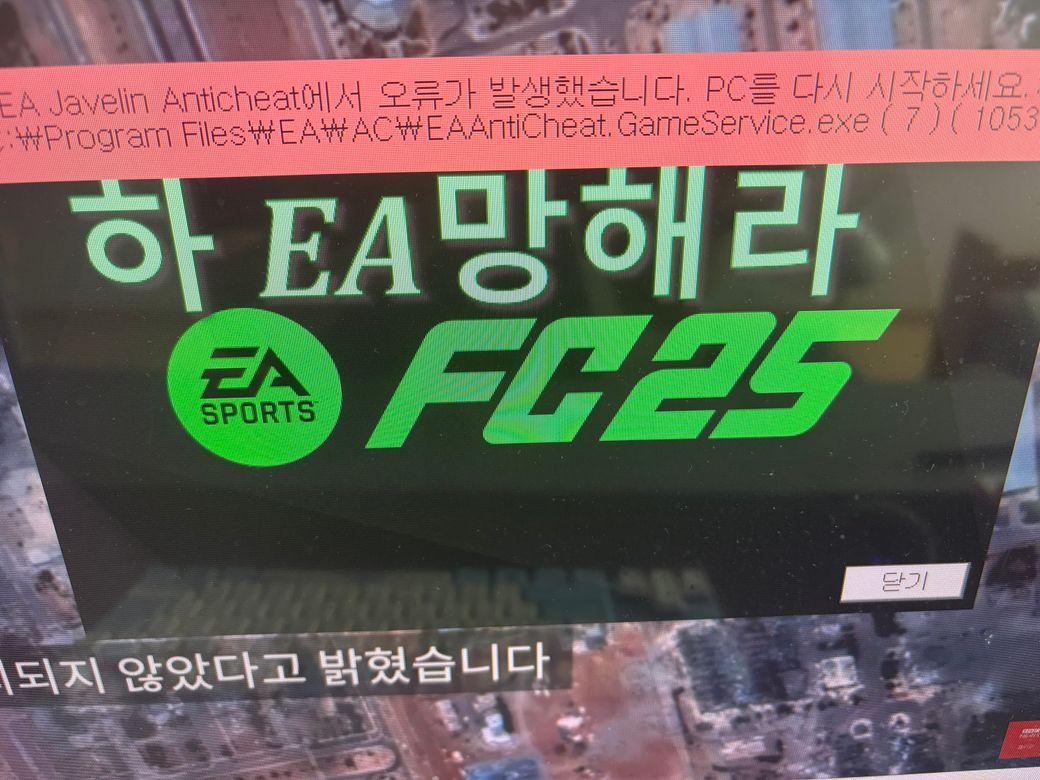 EA Javelin Anticheat에서 오류가 발생했습니다. PC를 다시 시작하세요.
:₩Program Files₩EA₩AC₩EAAntiCheat.GameService.exe ( 7 ) ( 1053
하 EA망해라
EA SPORTS FC25
닫기
되지 않았다고 밝혔습니다